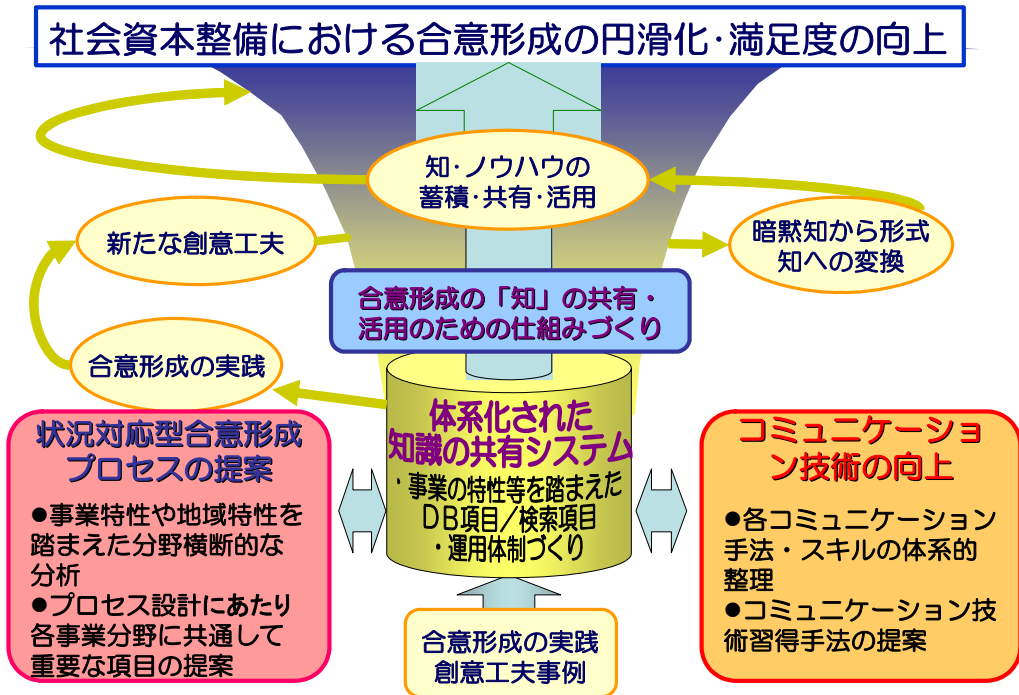 社会資本整備における合意形成の円滑化･満足度の向上
知･ノウハウの
蓄積･共有･活用
新たな創意工夫
暗黙知から形式
知への変換
合意形成の「知」の共有・
活用のための仕組みづくり
合意形成の実践
体系化された
知識の共有システム
・事業の特性等を踏まえた
ＤＢ項目／検索項目
・運用体制づくり
状況対応型合意形成
プロセスの提案
●事業特性や地域特性を
踏まえた分野横断的な
分析
●プロセス設計にあたり
各事業分野に共通して
重要な項目の提案
コミュニケーショ
ン技術の向上
●各コミュニケーション
手法・スキルの体系的
整理
●コミュニケーション技
術習得手法の提案
合意形成の実践
創意工夫事例